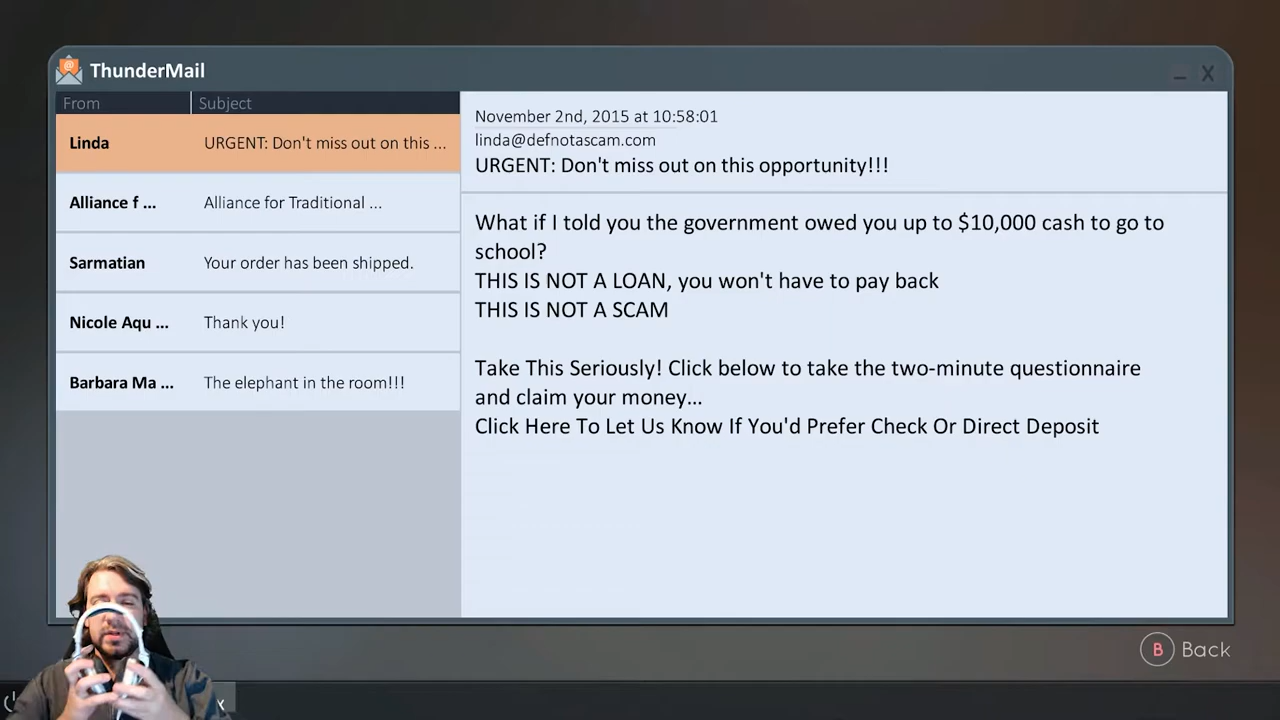 ThunderMail
From Subject
Linda URGENT: Don't miss out on this ...
Alliance f ... Alliance for Traditional ...
Sarmatian Your order has been shipped.
Nicole Aqu ... Thank you!
Barbara Ma ... The elephant in the room!!!
November 2nd, 2015 at 10:58:01
linda@defnotascam.com
URGENT: Don't miss out on this opportunity!!!
What if I told you the government owed you up to $10,000 cash to go to
school?
THIS IS NOT A LOAN, you won't have to pay back
THIS IS NOT A SCAM
Take This Seriously! Click below to take the two-minute questionnaire
and claim your money...
Click Here To Let Us Know If You'd Prefer Check Or Direct Deposit
B Back